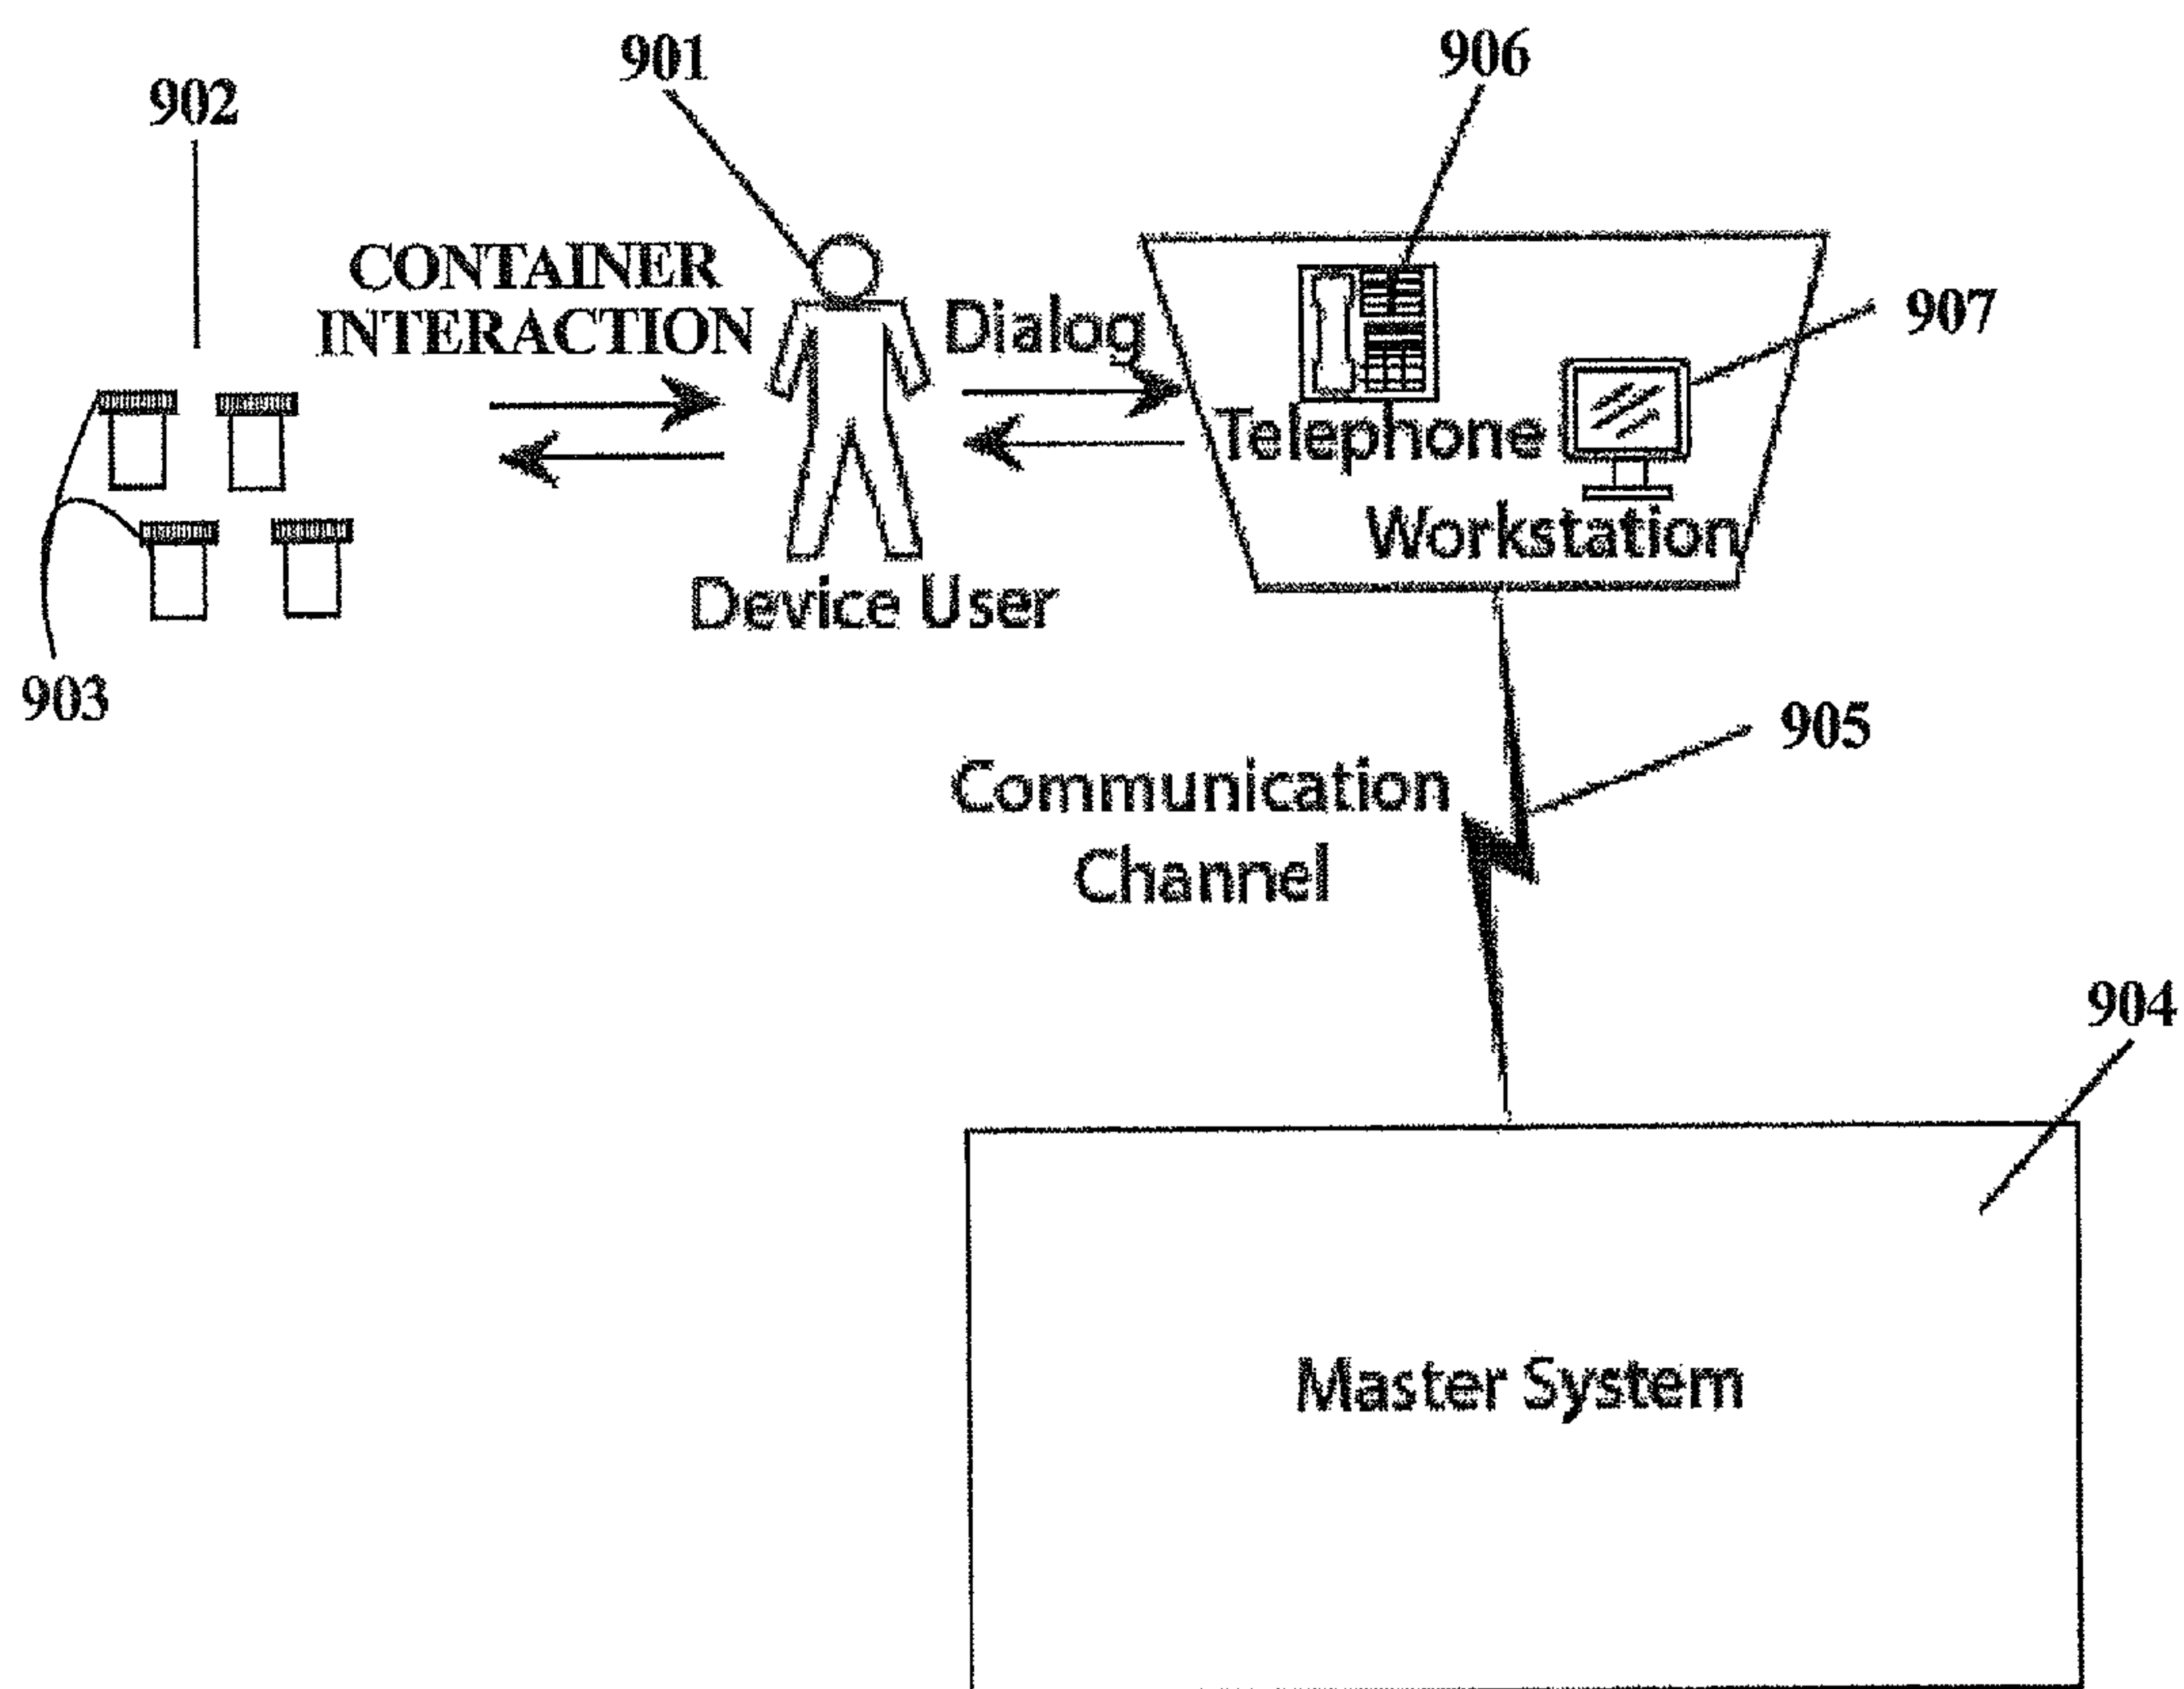 906
901
902
CONTAINER
INTERACTION
Dialog
907
Telephone
Workstation
Device User
903
905
Communication
Channel
904
Master System